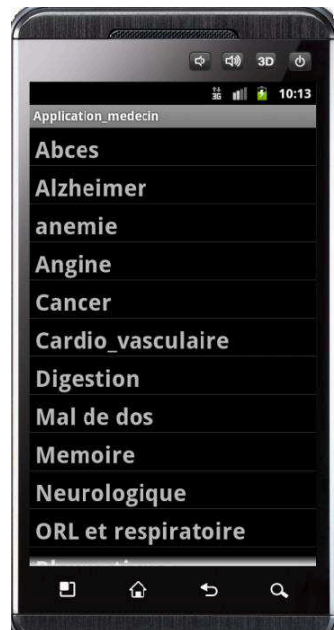 3D
3G 10:13
Application_medecin
Abces
Alzheimer
anemie
Angine
Cancer
Cardio_vasculaire
Digestion
Mal de dos
Memoire
Neurologique
ORL et respiratoire